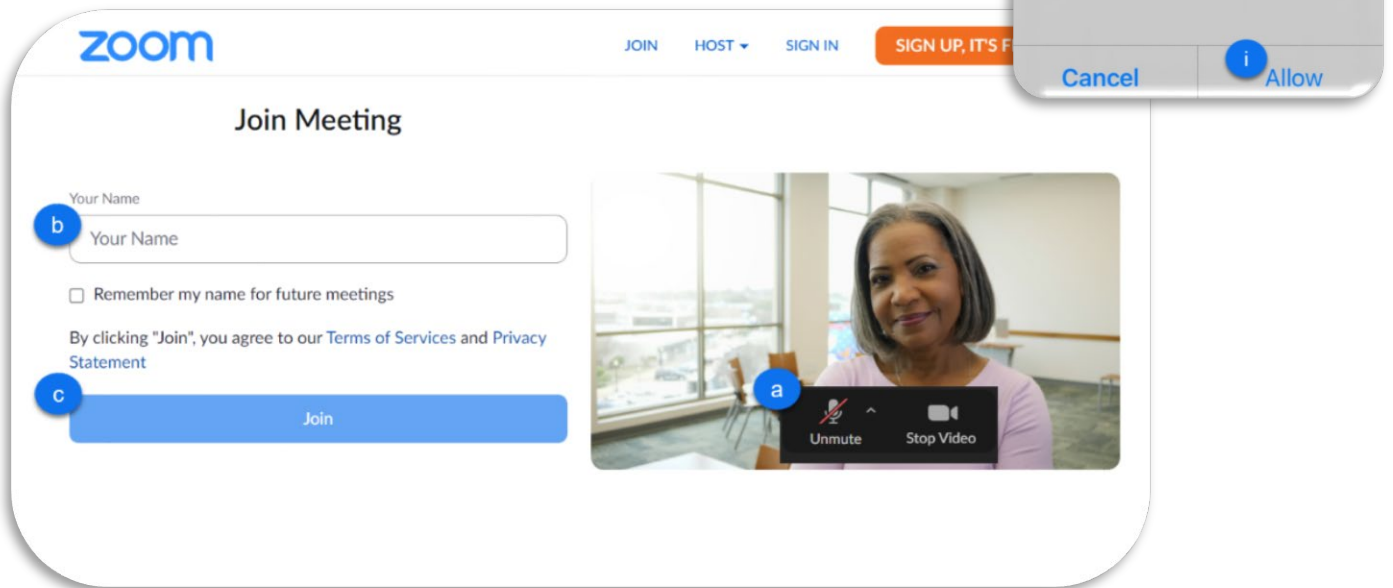 zoom
JOIN HOST SIGN IN SIGN UP, IT'S
i
Cancel Allow
Join Meeting
Your Name
b
Your Name
Remember my name for future meetings
By clicking "Join", you agree to our Terms of Services and Privacy
Statement
c
Join
a
Unmute Stop Video